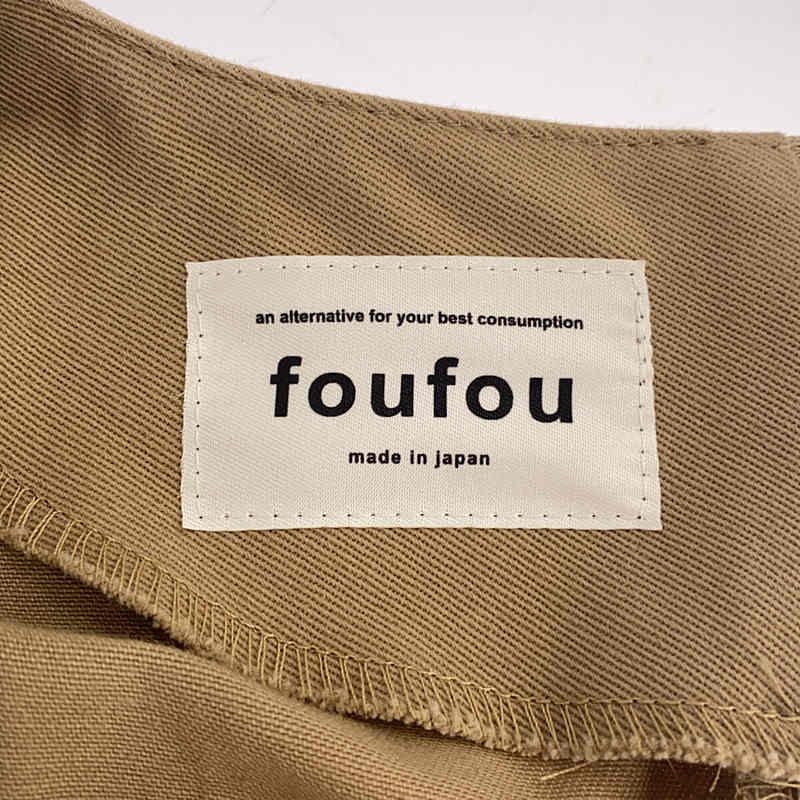 an alternative for your best consumption
foufou
made in japan